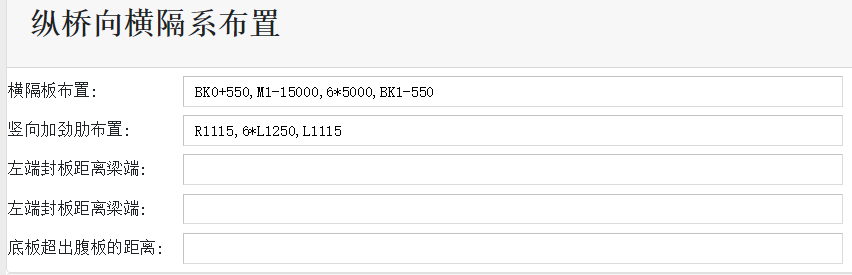 纵桥向横隔系布置
横隔板布置: BK0+550,M1-15000,6*5000,BK1-550
竖向加劲肋布置: R1115,6*L1250,L1115
左端封板距离梁端:
左端封板距离梁端:
底板超出腹板的距离: